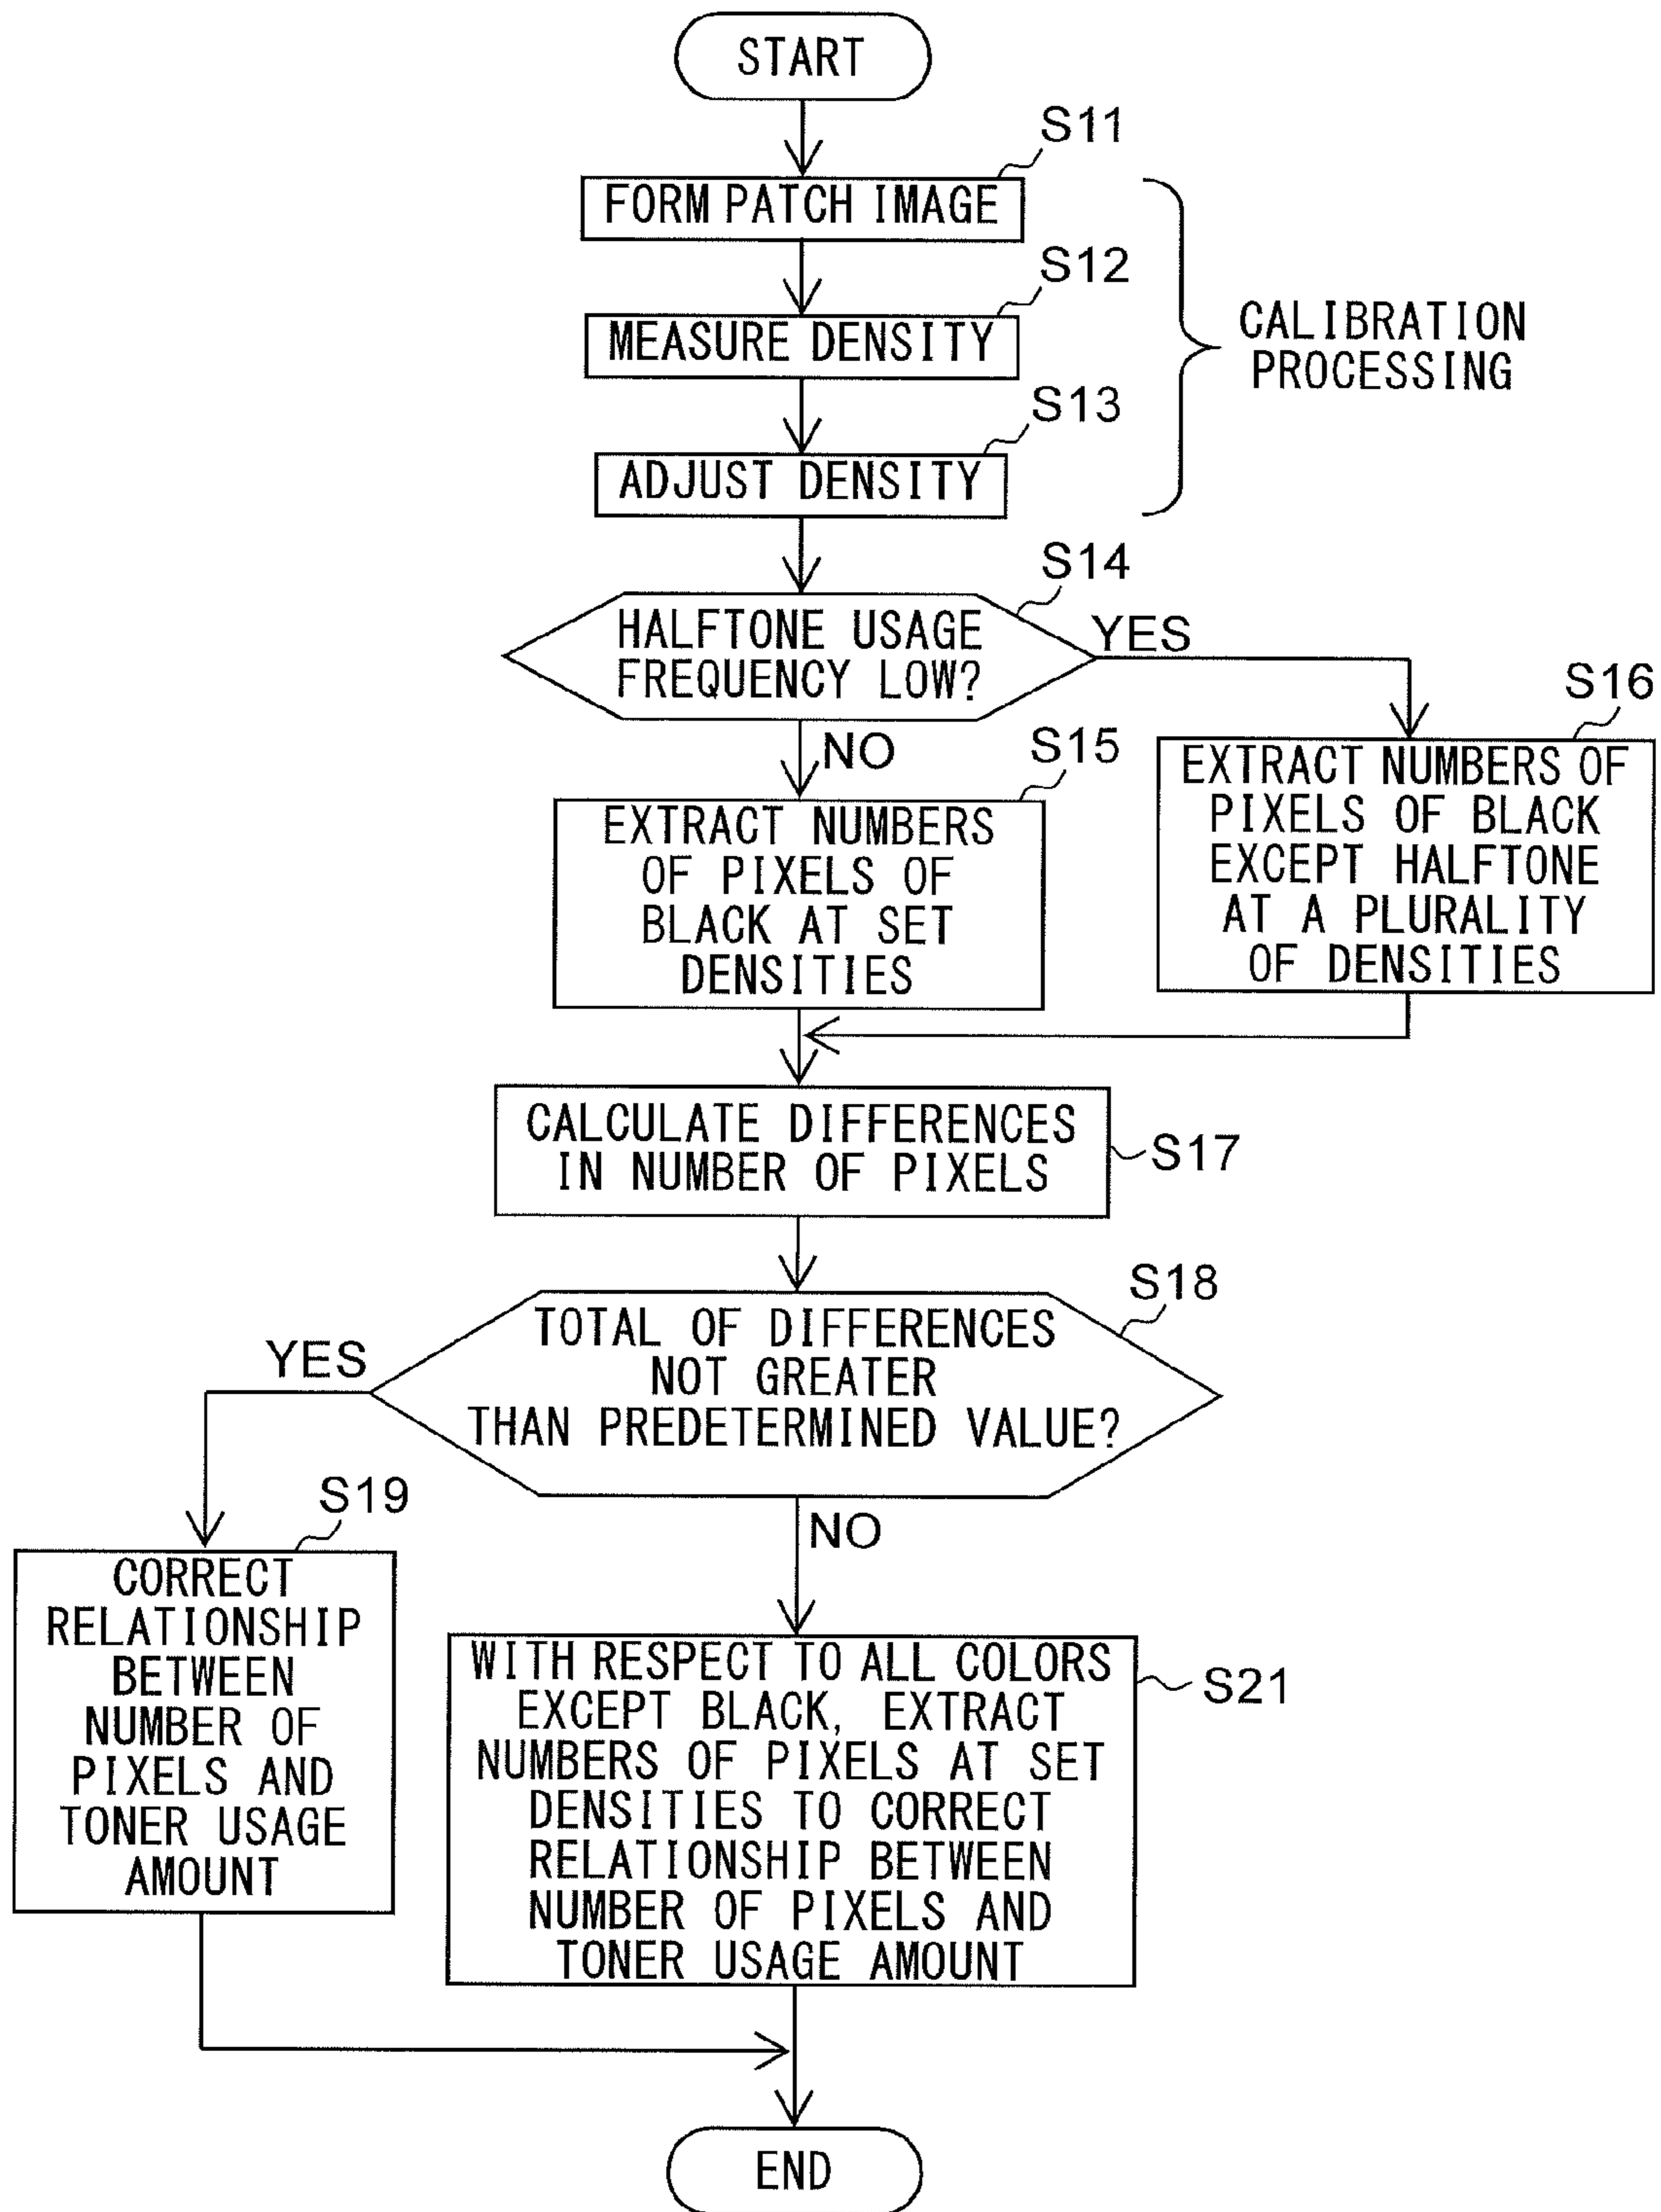 START
S11
FORM PATCH IMAGE
S12
MEASURE DENSITY
CALIBRATION
PROCESSING
S13
ADJUST DENSITY
S14
HALFTONE USAGE
FREQUENCY LOW?
YES
NO
S15
EXTRACT NUMBERS
OF PIXELS OF
BLACK AT SET
DENSITIES
S16
EXTRACT NUMBERS OF
PIXELS OF BLACK
EXCEPT HALFTONE
AT A PLURALITY
OF DENSITIES
CALCULATE DIFFERENCES
IN NUMBER OF PIXELS
S17
S18
TOTAL OF DIFFERENCES
NOT GREATER
THAN PREDETERMINED VALUE?
YES
NO
S19
CORRECT
RELATIONSHIP
BETWEEN
NUMBER OF
PIXELS AND
TONER USAGE
AMOUNT
WITH RESPECT TO ALL COLORS
EXCEPT BLACK, EXTRACT
NUMBERS OF PIXELS AT SET
DENSITIES TO CORRECT
RELATIONSHIP BETWEEN
NUMBER OF PIXELS AND
TONER USAGE AMOUNT
S21
END